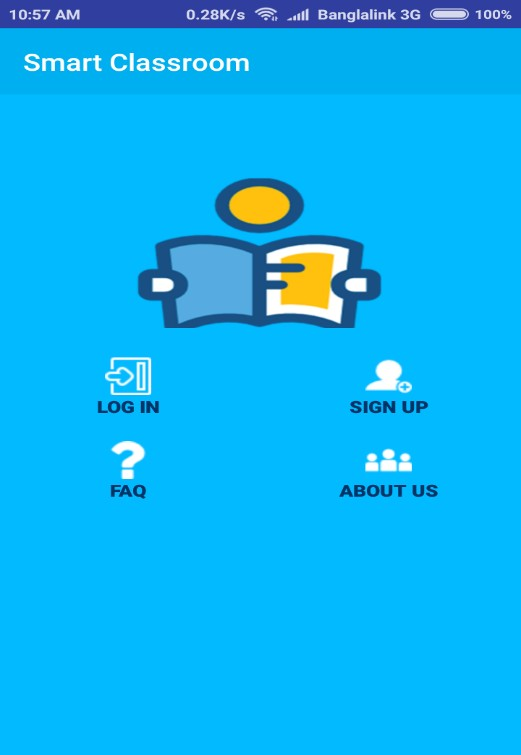 10:57 AM 0.28K/s Banglalink 3G 100%
Smart Classroom
LOG IN SIGN UP
FAQ ABOUT US